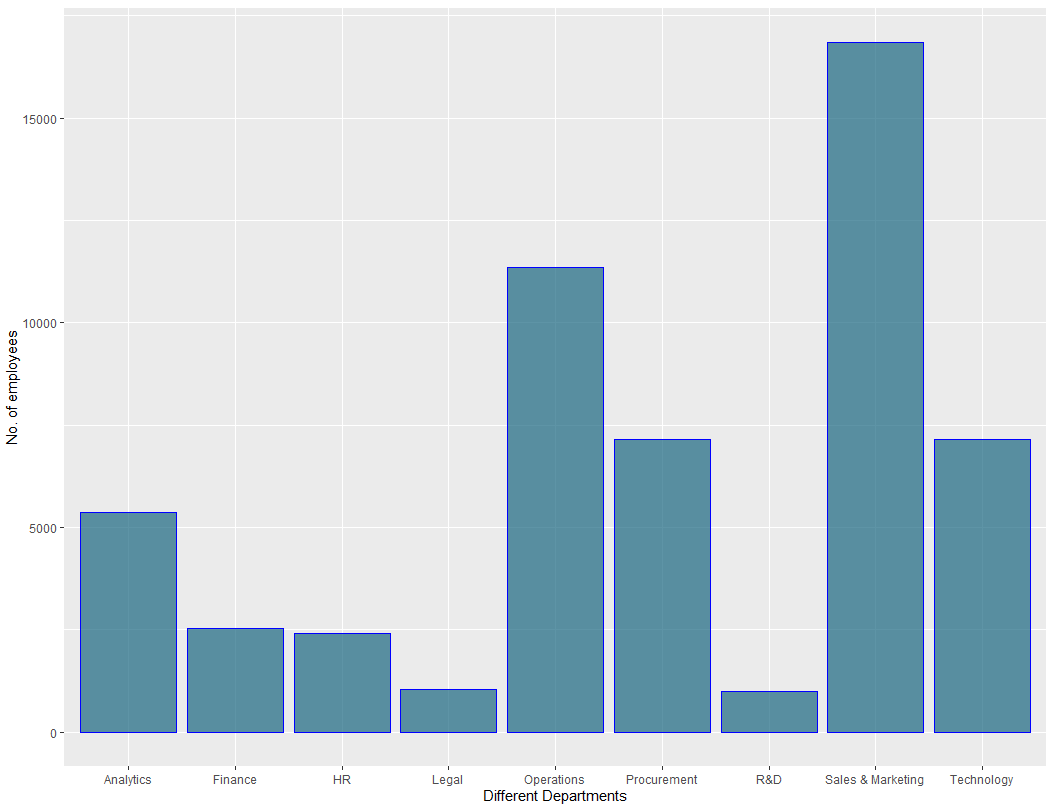 15000
10000
5000
0
No. of employees
Analytics Finance HR Legal Operations Procurement R&D Sales & Marketing Technology
Different Departments